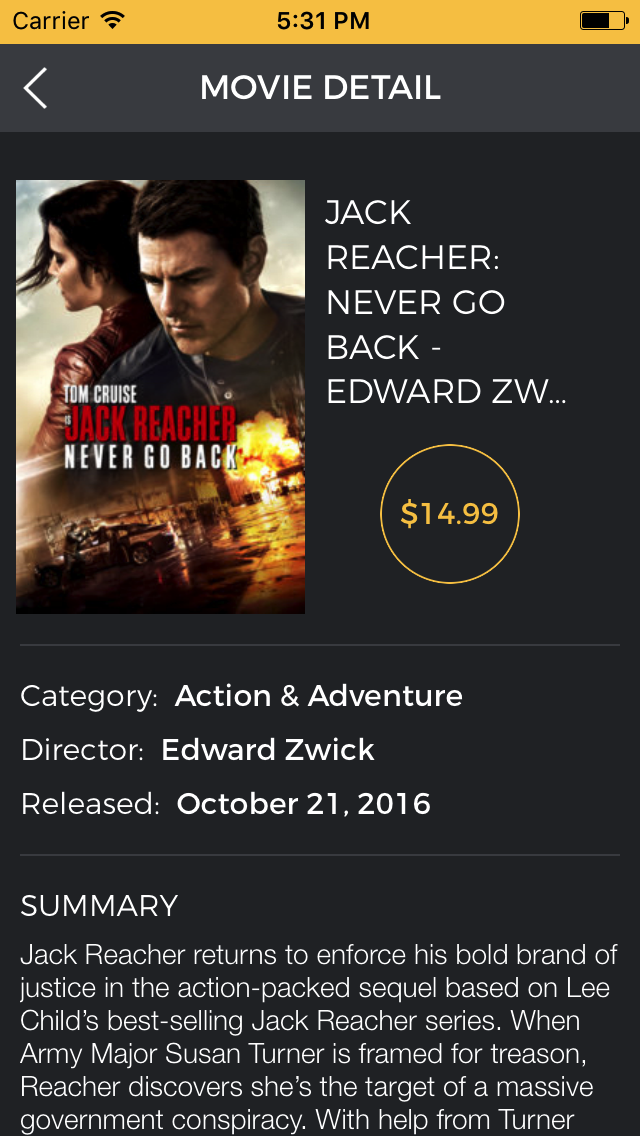 Carrier
5:31 PM
MOVIE DETAIL
TOM CRUISE
IS
JACK REACHER
NEVER GO BACK
JACK
REACHER:
NEVER GO
BACK -
EDWARD ZW...
$14.99
Category: Action & Adventure
Director: Edward Zwick
Released: October 21, 2016
SUMMARY
Jack Reacher returns to enforce his bold brand of
justice in the action-packed sequel based on Lee
Child’s best-selling Jack Reacher series. When
Army Major Susan Turner is framed for treason,
Reacher discovers she’s the target of a massive
government conspiracy. With help from Turner